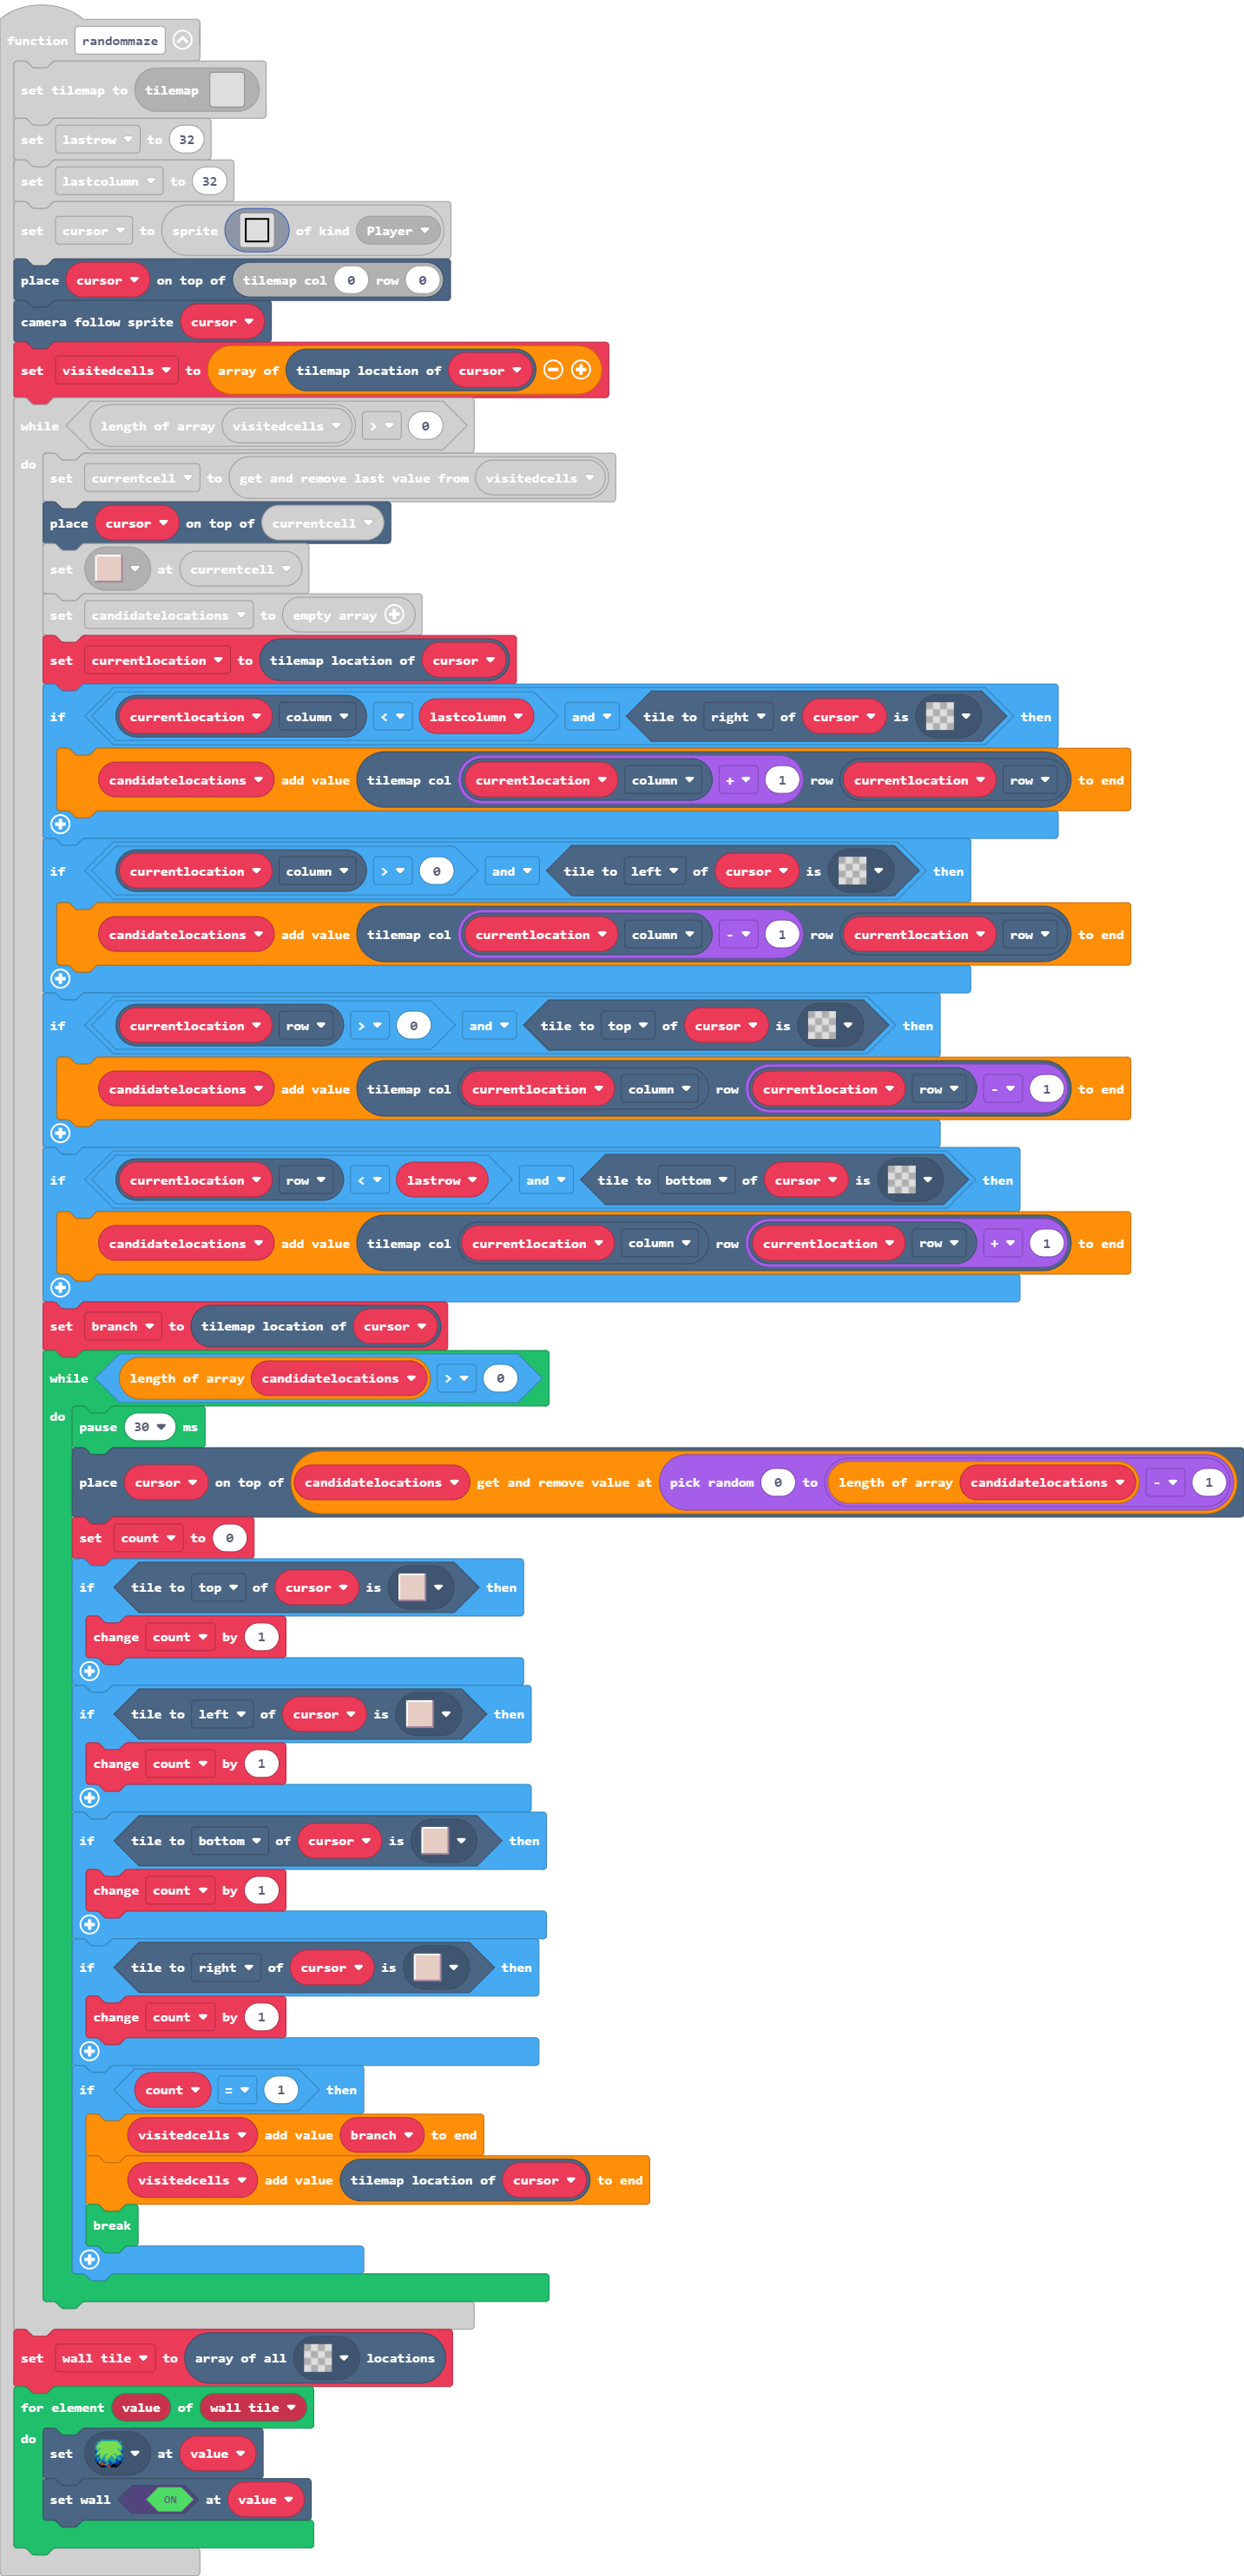 function randommaze
set tilemap to tilemap
set lastrow to 32
set lastcolumn to 32
set cursor to sprite of kind Player
place cursor on top of tilemap col 0 row 0
camera follow sprite cursor
set visitedcells to array of tilemap location of cursor
while length of array visitedcells > 0
do
set currentcell to get and remove last value from visitedcells
place cursor on top of currentcell
set at currentcell
set candidatelocations to empty array
set currentlocation to tilemap location of cursor
if currentlocation column < lastcolumn and tile to right of cursor is then
candidatelocations add value tilemap col currentlocation column + 1 row currentlocation row to end
if currentlocation column > 0 and tile to left of cursor is then
candidatelocations add value tilemap col currentlocation column - 1 row currentlocation row to end
if currentlocation row > 0 and tile to top of cursor is then
candidatelocations add value tilemap col currentlocation column row currentlocation row - 1 to end
if currentlocation row < lastrow and tile to bottom of cursor is then
candidatelocations add value tilemap col currentlocation column row currentlocation row + 1 to end
set branch to tilemap location of cursor
while length of array candidatelocations > 0
do
pause 30 ms
place cursor on top of candidatelocations get and remove value at pick random 0 to length of array candidatelocations - 1
set count to 0
if tile to top of cursor is then
change count by 1
if tile to left of cursor is then
change count by 1
if tile to bottom of cursor is then
change count by 1
if tile to right of cursor is then
change count by 1
if count = 1 then
visitedcells add value branch to end
visitedcells add value tilemap location of cursor to end
break
set wall tile to array of all locations
for element value of wall tile
do
set at value
set wall ON at value